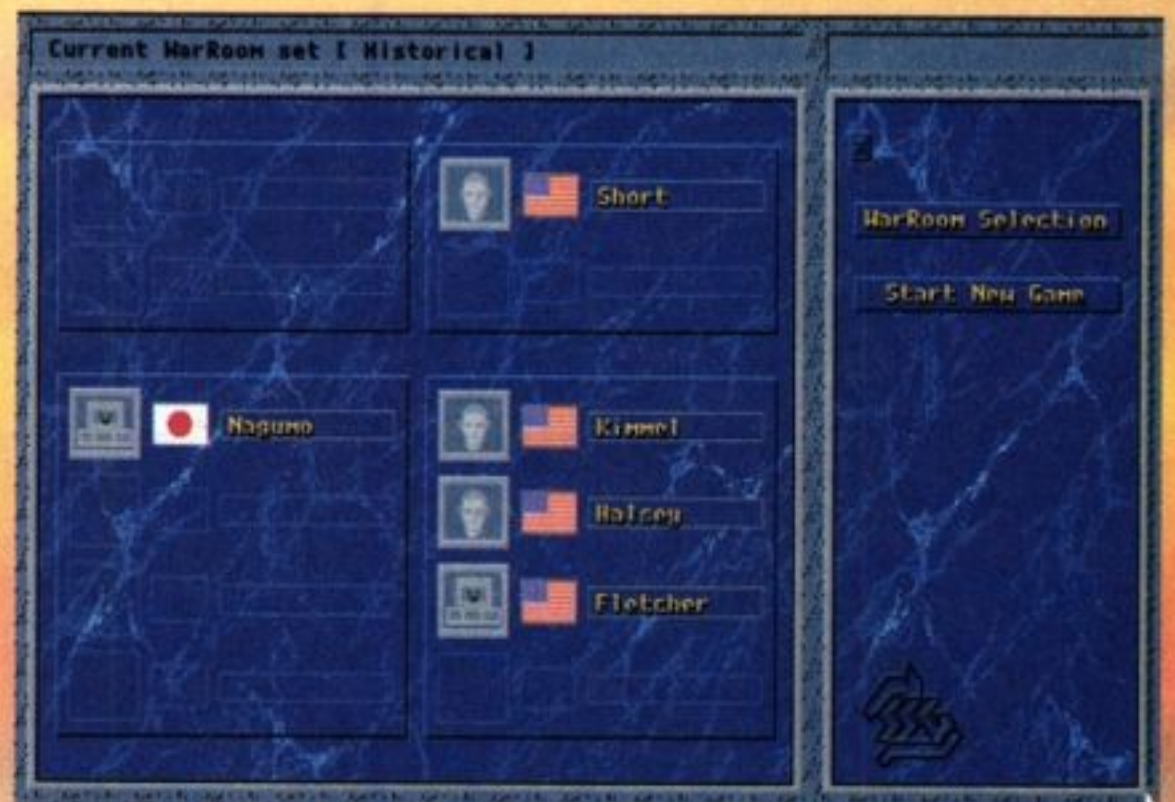 Current WarRoom set [ Historical ]
Short
WarRoom Selection
Start New Game
Nagumo
Kimmel
Halsey
Fletcher